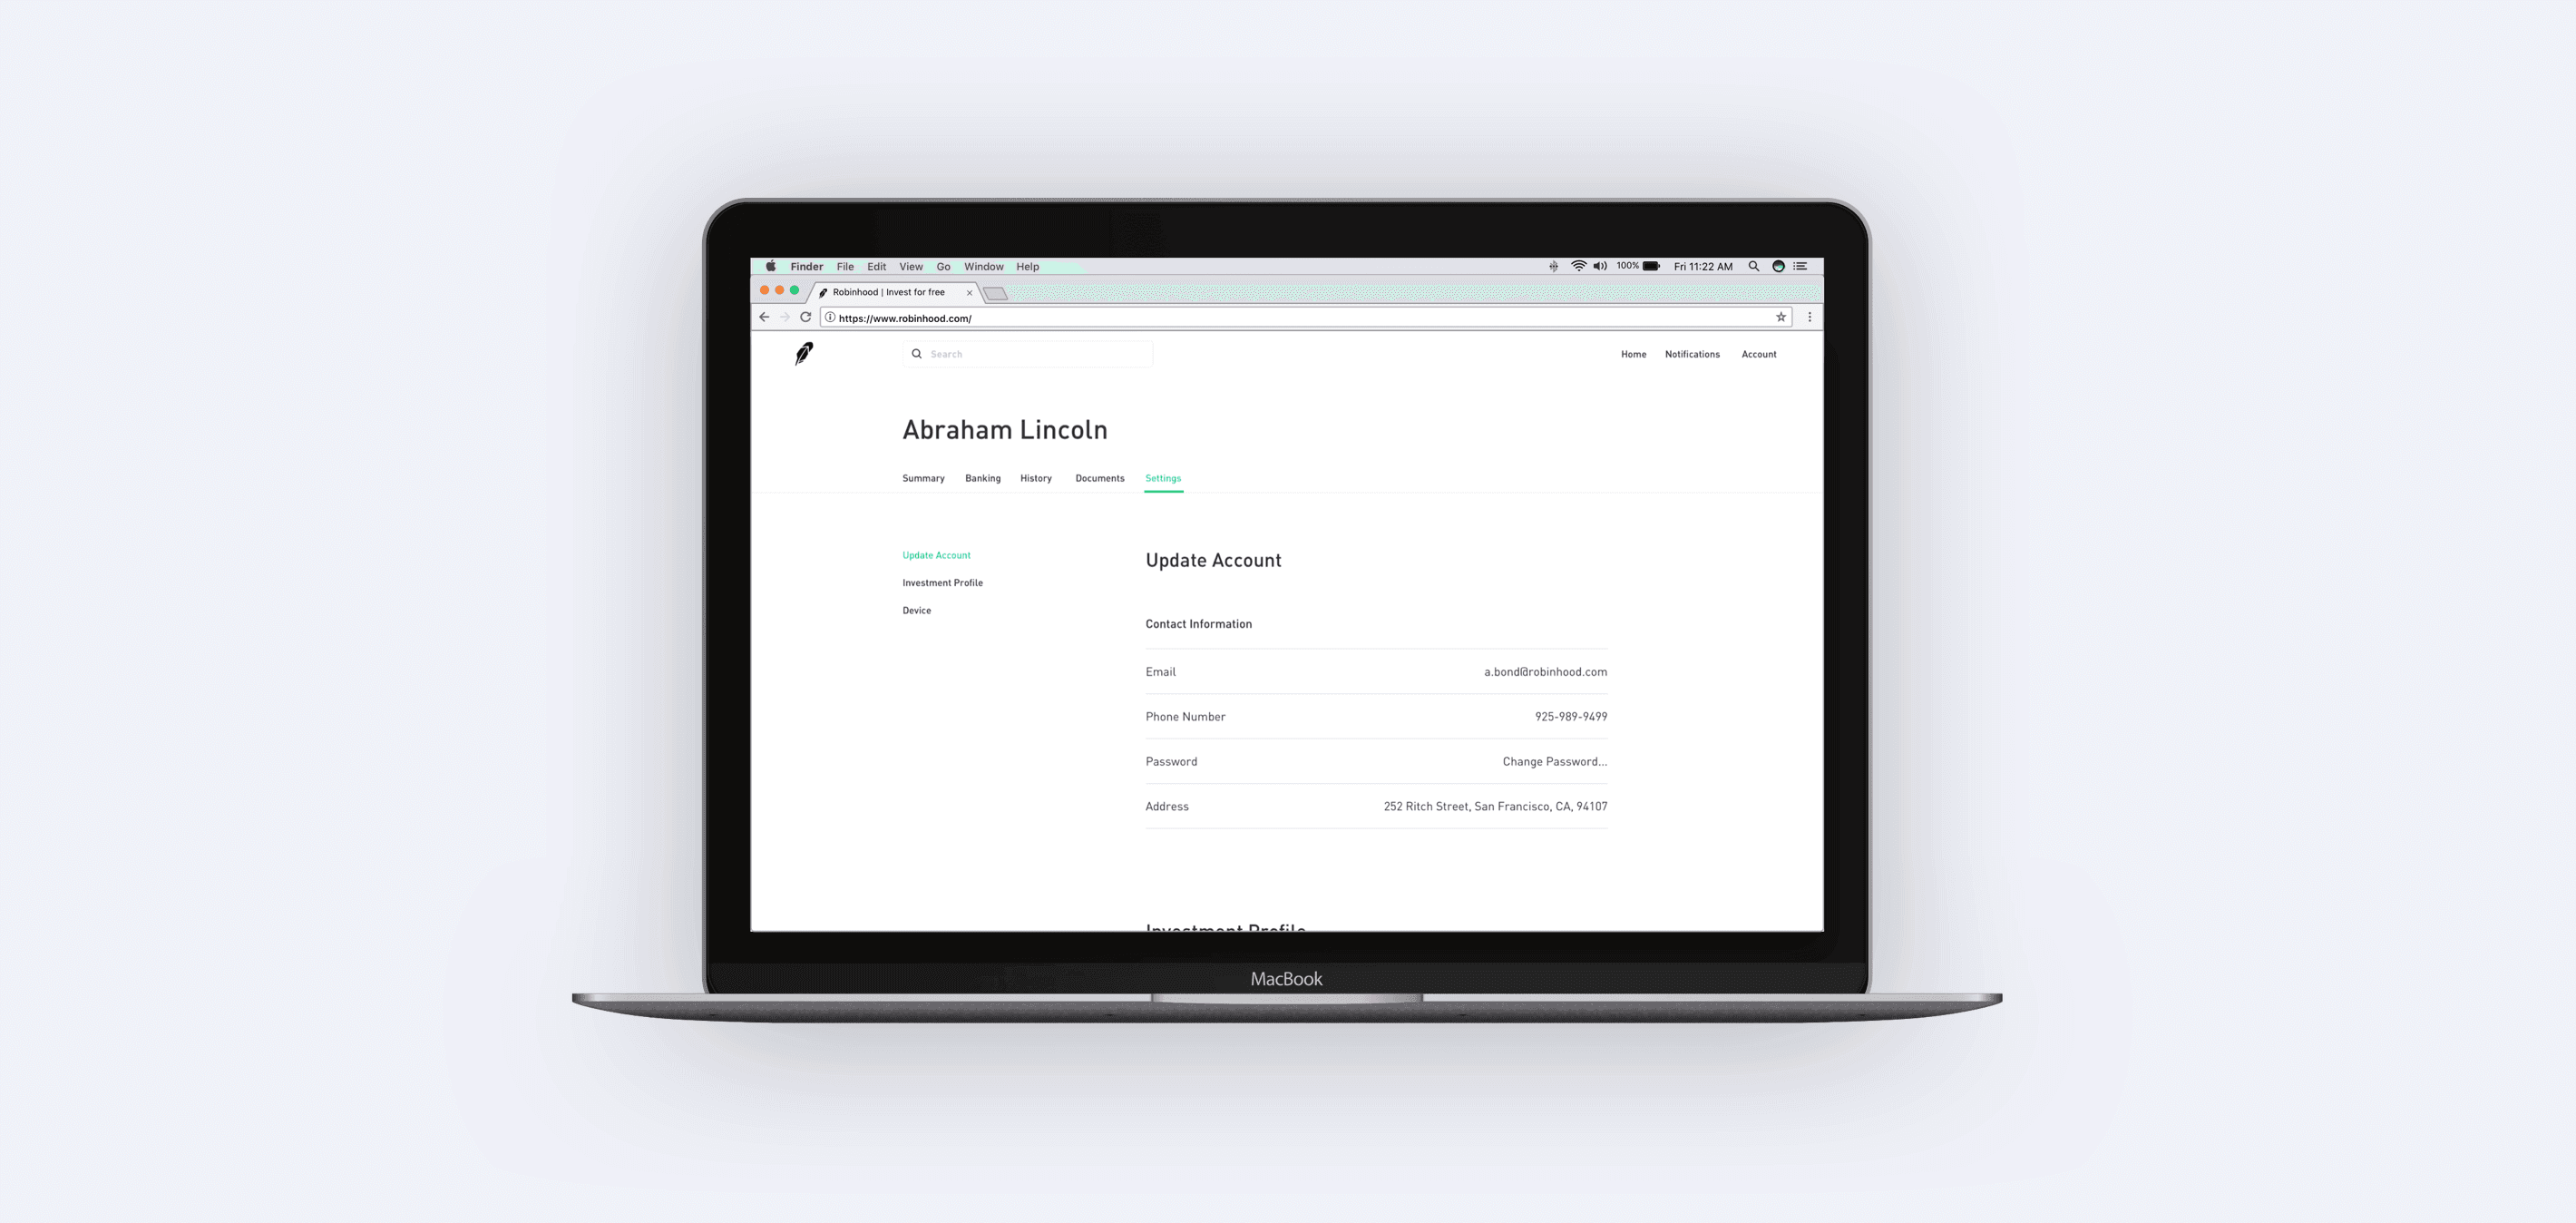 Finder File Edit View Go Window Help 100% Fri 11:22 AM
Robinhood | Invest for free
https://www.robinhood.com/
Search Home Notifications Account
Abraham Lincoln
Summary Banking History Documents Settings
Update Account
Investment Profile
Device
Update Account
Contact Information
Email a.bond@robinhood.com
Phone Number 925-989-9499
Password Change Password...
Address 252 Ritch Street, San Francisco, CA, 94107
Investment Profile
MacBook